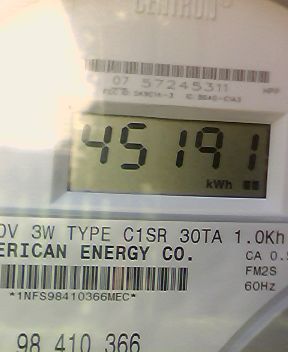 CENTRON®
07 57245311
45191
kWh
0V 3W TYPE C1SR 30TA 1.0Kh
ERICAN ENERGY CO.
CA 0.5
FM2S
*1NFS98410366MEC*
60Hz
98 410 366